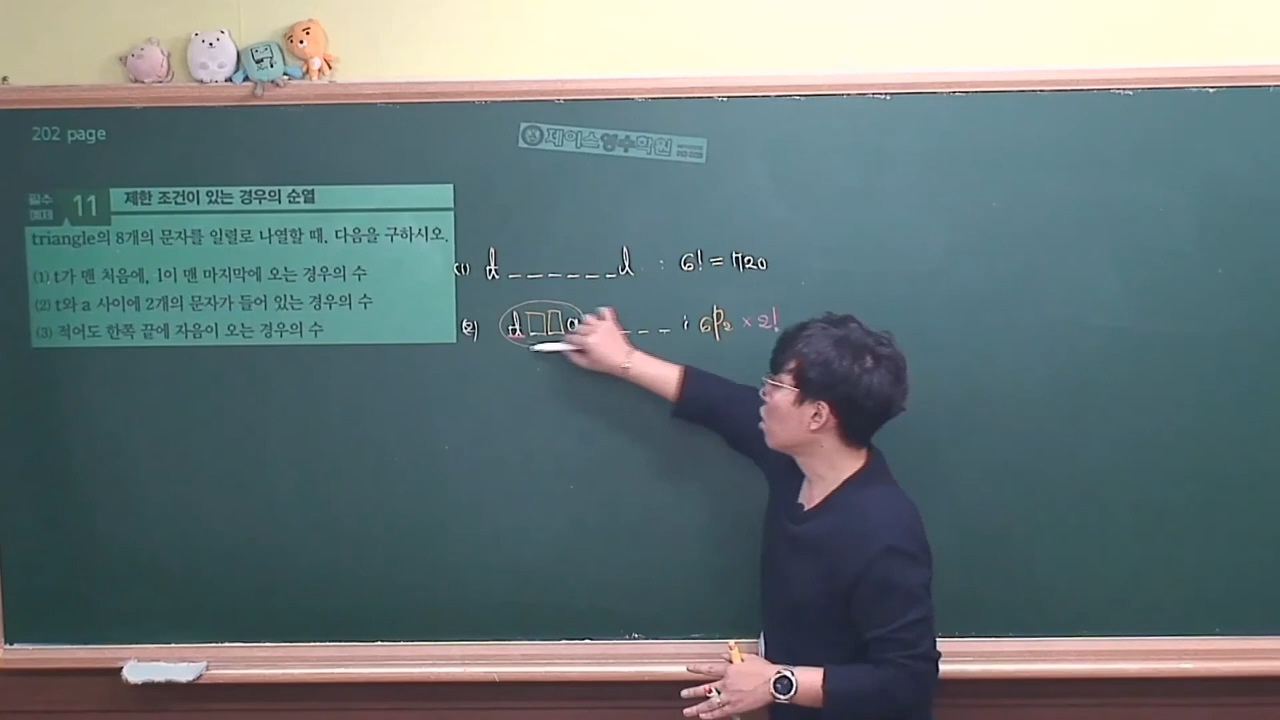 202 page
제이스영수학원
필수 예제 11 제한 조건이 있는 경우의 순열
triangle의 8개의 문자를 일렬로 나열할 때, 다음을 구하시오.
(1) t가 맨 처음에, l이 맨 마지막에 오는 경우의 수
(2) t와 a 사이에 2개의 문자가 들어 있는 경우의 수
(3) 적어도 한쪽 끝에 자음이 오는 경우의 수
(1) t _ _ _ _ _ _ l : 6! = 720
(2) t □ □ a _ _ _ : 6P2 × 2!